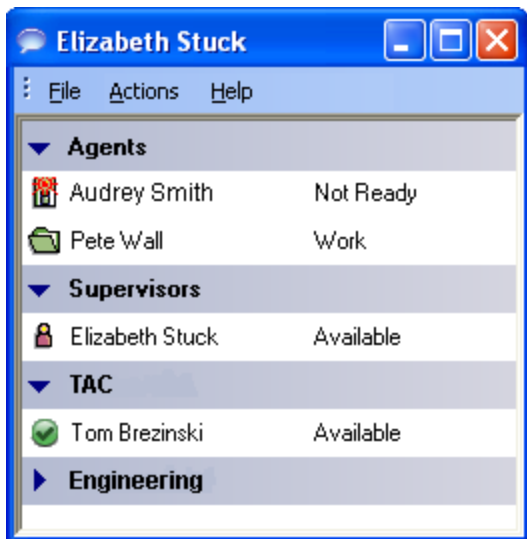 Elizabeth Stuck
File Actions Help
Agents
Audrey Smith Not Ready
Pete Wall Work
Supervisors
Elizabeth Stuck Available
TAC
Tom Brezinski Available
Engineering